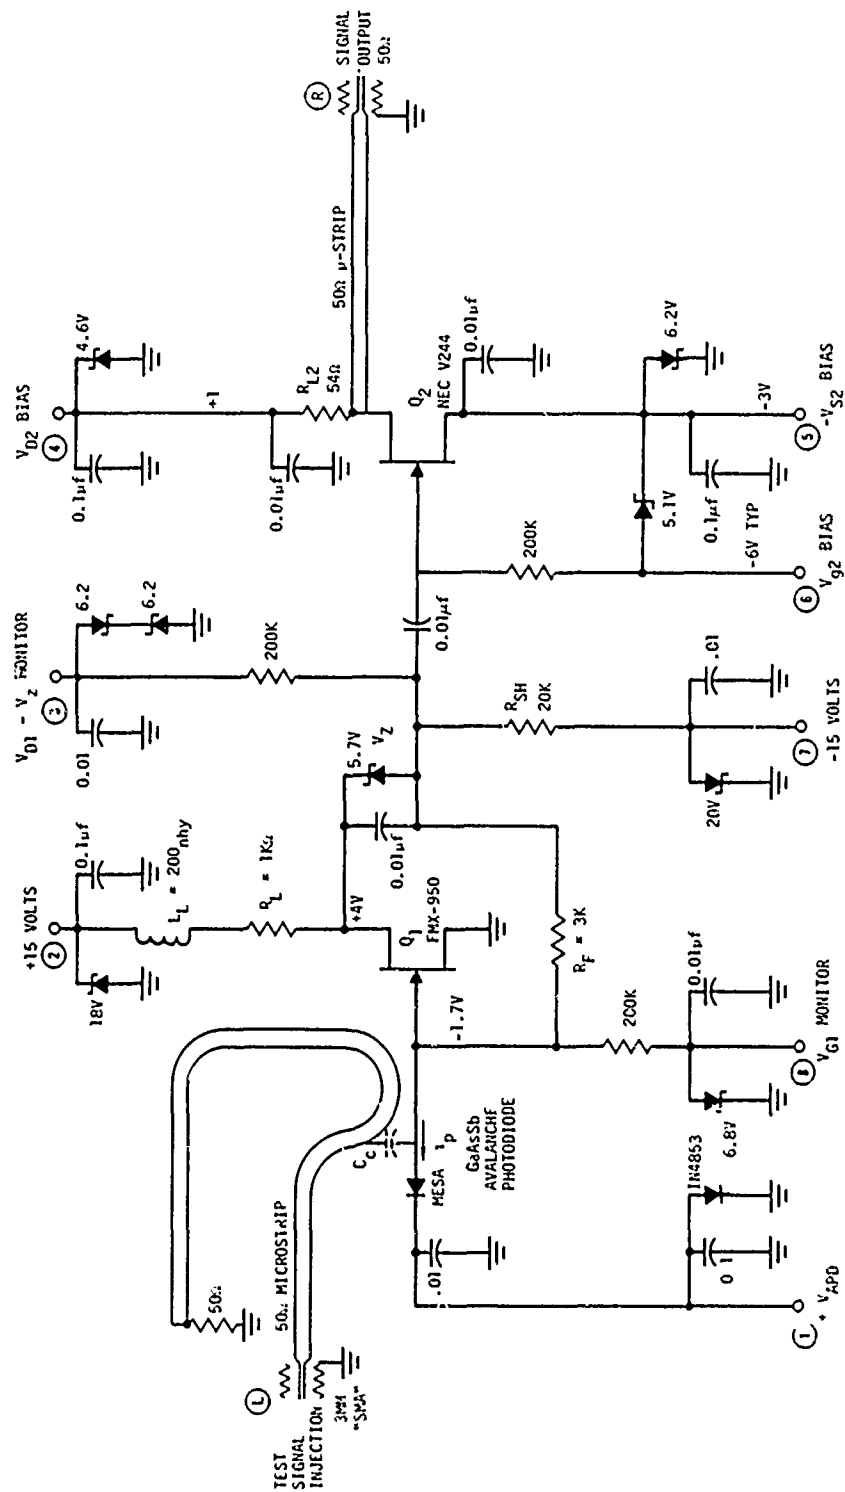 TEST
SIGNAL
INJECTION
L
3MM
"SMA"
50Ω
50Ω MICROSTRIP
C_c
i_p
MESA
GaAsSb
AVALANCHE
PHOTODIODE
.01
1
+ V_APD
0 1
IN4853
18V
+15 VOLTS
2
0.1µf
L_L = 200nhy
R_L = 1KΩ
+4V
Q_1
FMX-950
-1.7V
R_F = 3K
200K
0.01µf
6.8V
8
V_G1 MONITOR
V_D1 - V_Z MONITOR
3
0.01
6.2
6.2
200K
5.7V
V_Z
0.01µf
0.01µf
R_SH
20K
20V
.01
7
-15 VOLTS
V_D2 BIAS
4
0.1µf
4.6V
+1
0.01µf
R_L2
54Ω
Q_2
NEC V244
0.01µf
50Ω µ-STRIP
R
SIGNAL
OUTPUT
50Ω
200K
5.1V
6.2V
0.1µf
-6V TYP
-3V
6
V_g2 BIAS
5
-V_S2 BIAS